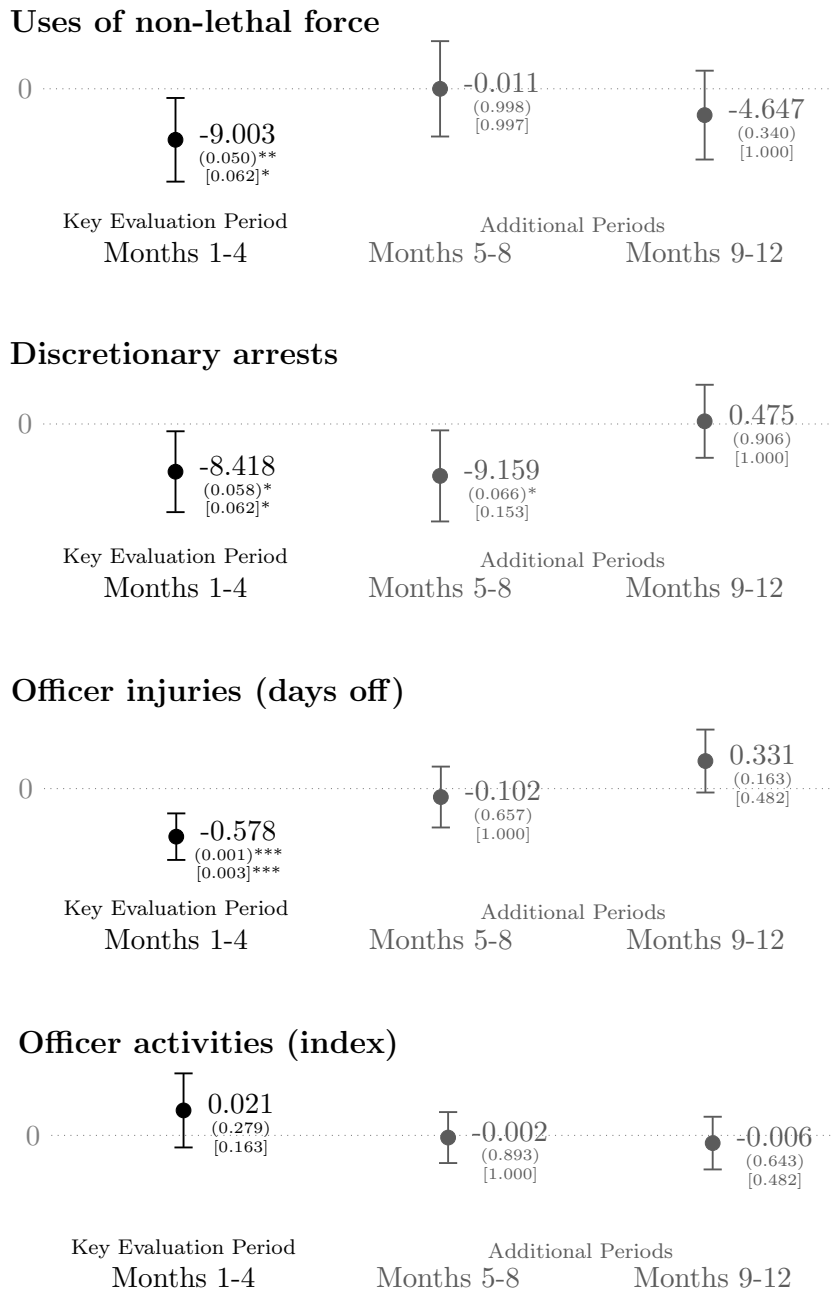 Uses of non-lethal force
0
-9.003
(0.050)**
[0.062]*
-0.011
(0.998)
[0.997]
-4.647
(0.340)
[1.000]
Key Evaluation Period
Additional Periods
Months 1-4
Months 5-8
Months 9-12
Discretionary arrests
0
-8.418
(0.058)*
[0.062]*
-9.159
(0.066)*
[0.153]
0.475
(0.906)
[1.000]
Key Evaluation Period
Additional Periods
Months 1-4
Months 5-8
Months 9-12
Officer injuries (days off)
0
-0.578
(0.001)***
[0.003]***
-0.102
(0.657)
[1.000]
0.331
(0.163)
[0.482]
Key Evaluation Period
Additional Periods
Months 1-4
Months 5-8
Months 9-12
Officer activities (index)
0
0.021
(0.279)
[0.163]
-0.002
(0.893)
[1.000]
-0.006
(0.643)
[0.482]
Key Evaluation Period
Additional Periods
Months 1-4
Months 5-8
Months 9-12